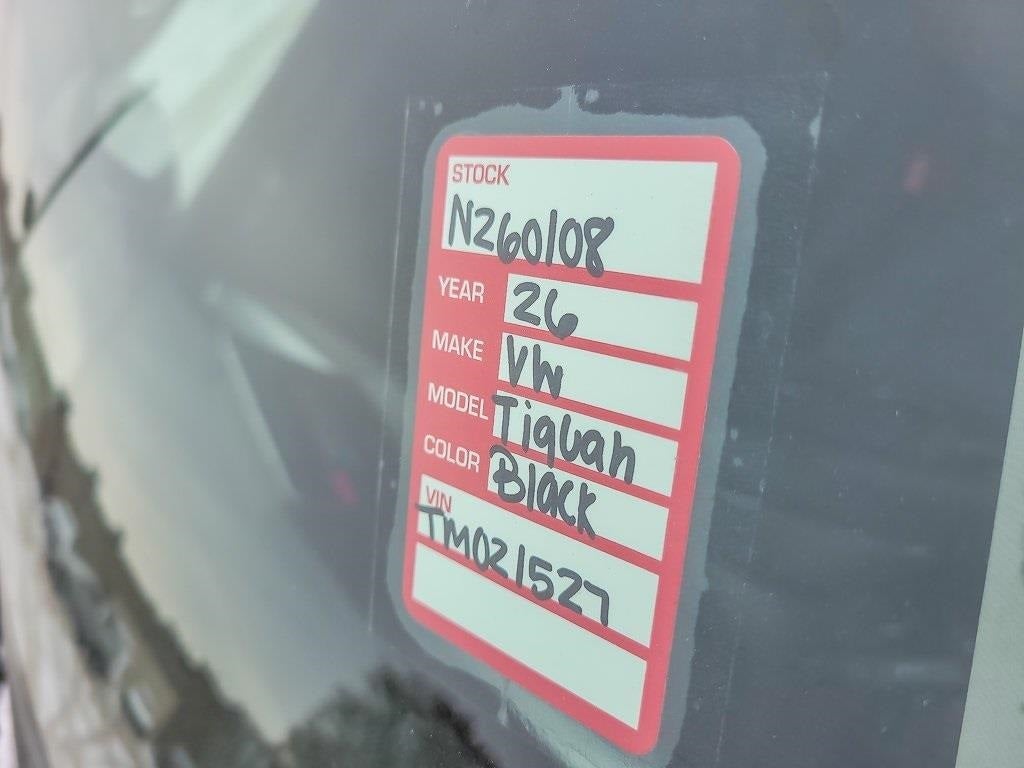 STOCK
N260108
YEAR 26
MAKE VW
MODEL Tiguan
COLOR Black
VIN
TM021527